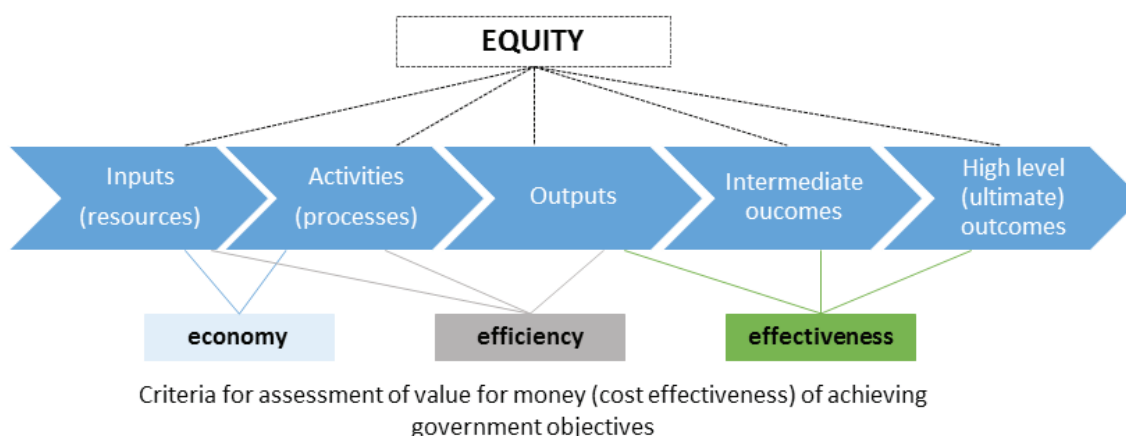 EQUITY
Inputs
(resources)
Activities
(processes)
Outputs
Intermediate
oucomes
High level
(ultimate)
outcomes
economy
efficiency
effectiveness
Criteria for assessment of value for money (cost effectiveness) of achieving
government objectives